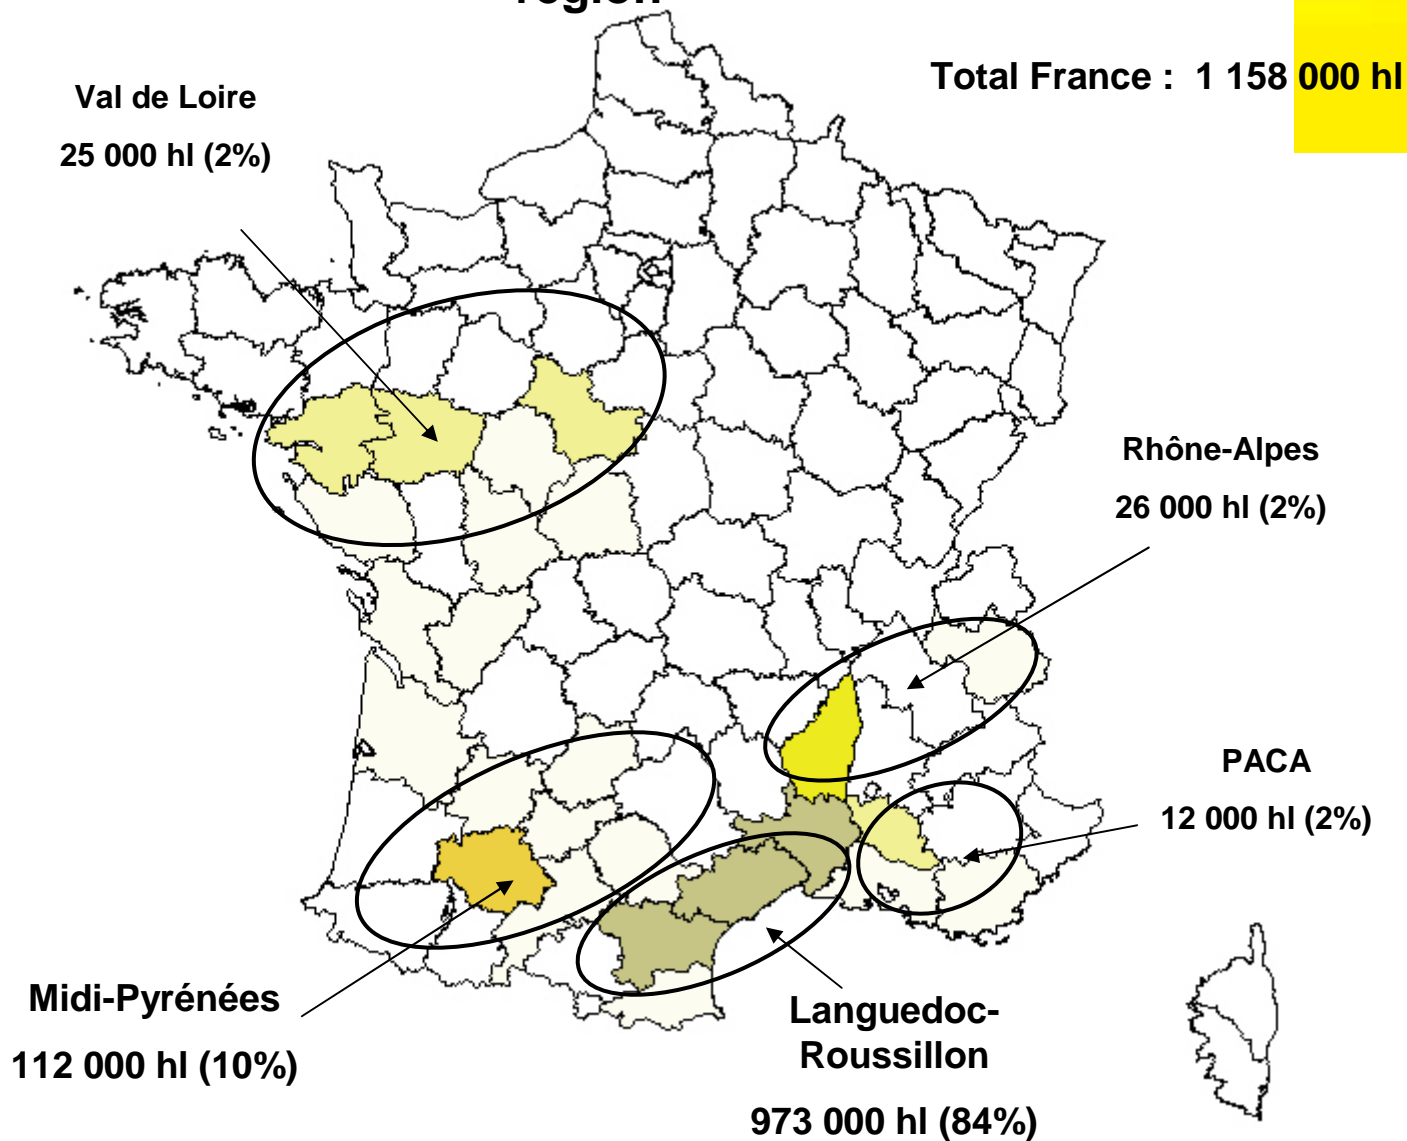 région
Total France : 1 158 000 hl
Val de Loire
25 000 hl (2%)
Rhône-Alpes
26 000 hl (2%)
PACA
12 000 hl (2%)
Midi-Pyrénées
112 000 hl (10%)
Languedoc-
Roussillon
973 000 hl (84%)